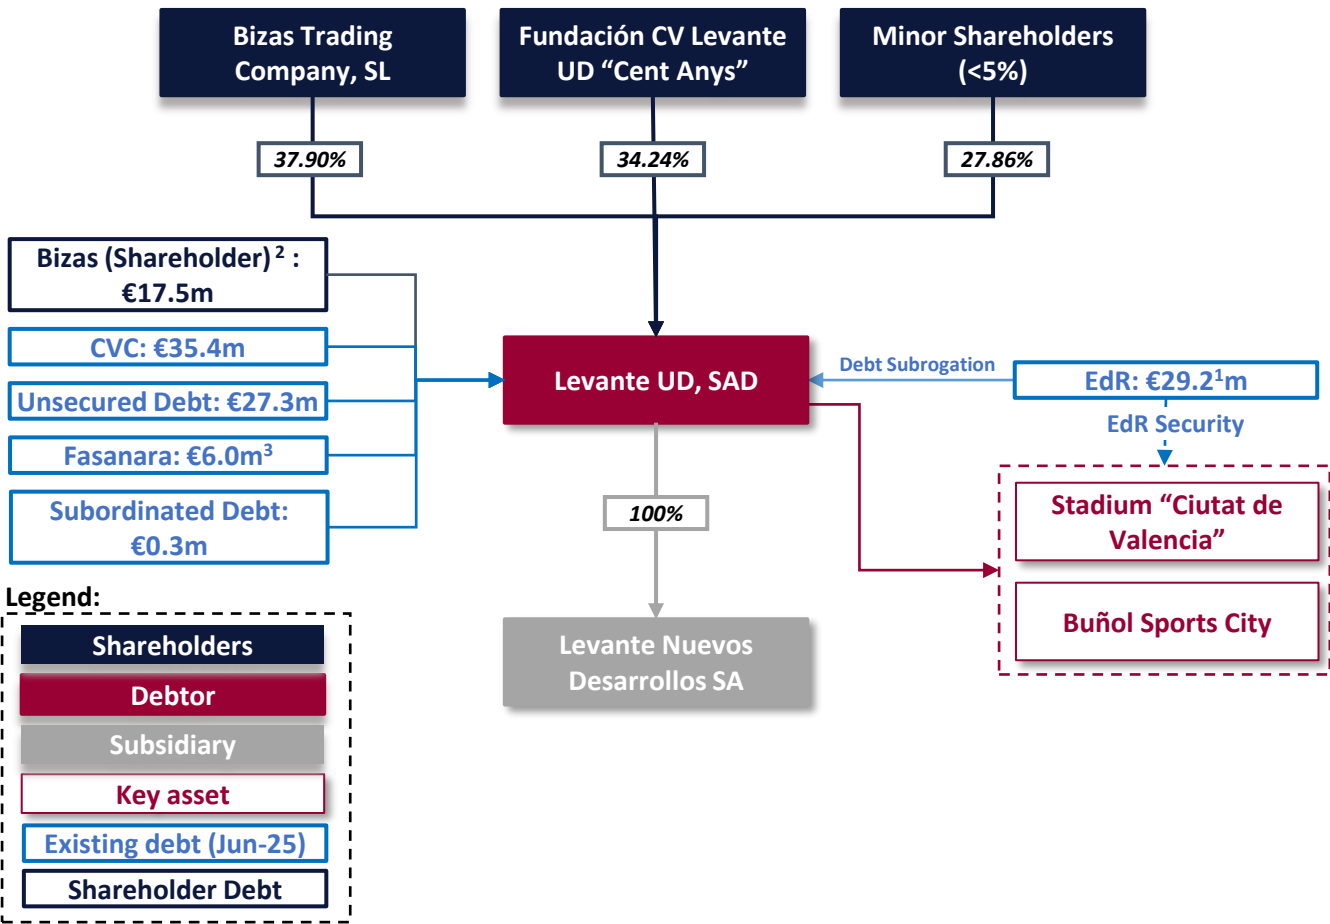 Bizas Trading
Company, SL
Fundación CV Levante
UD “Cent Anys”
Minor Shareholders
(<5%)
37.90%
34.24%
27.86%
Bizas (Shareholder) ² :
€17.5m
CVC: €35.4m
Unsecured Debt: €27.3m
Fasanara: €6.0m³
Subordinated Debt:
€0.3m
Levante UD, SAD
Debt Subrogation
EdR: €29.2¹m
EdR Security
Stadium “Ciutat de
Valencia”
Buñol Sports City
100%
Levante Nuevos
Desarrollos SA
Legend:
Shareholders
Debtor
Subsidiary
Key asset
Existing debt (Jun-25)
Shareholder Debt